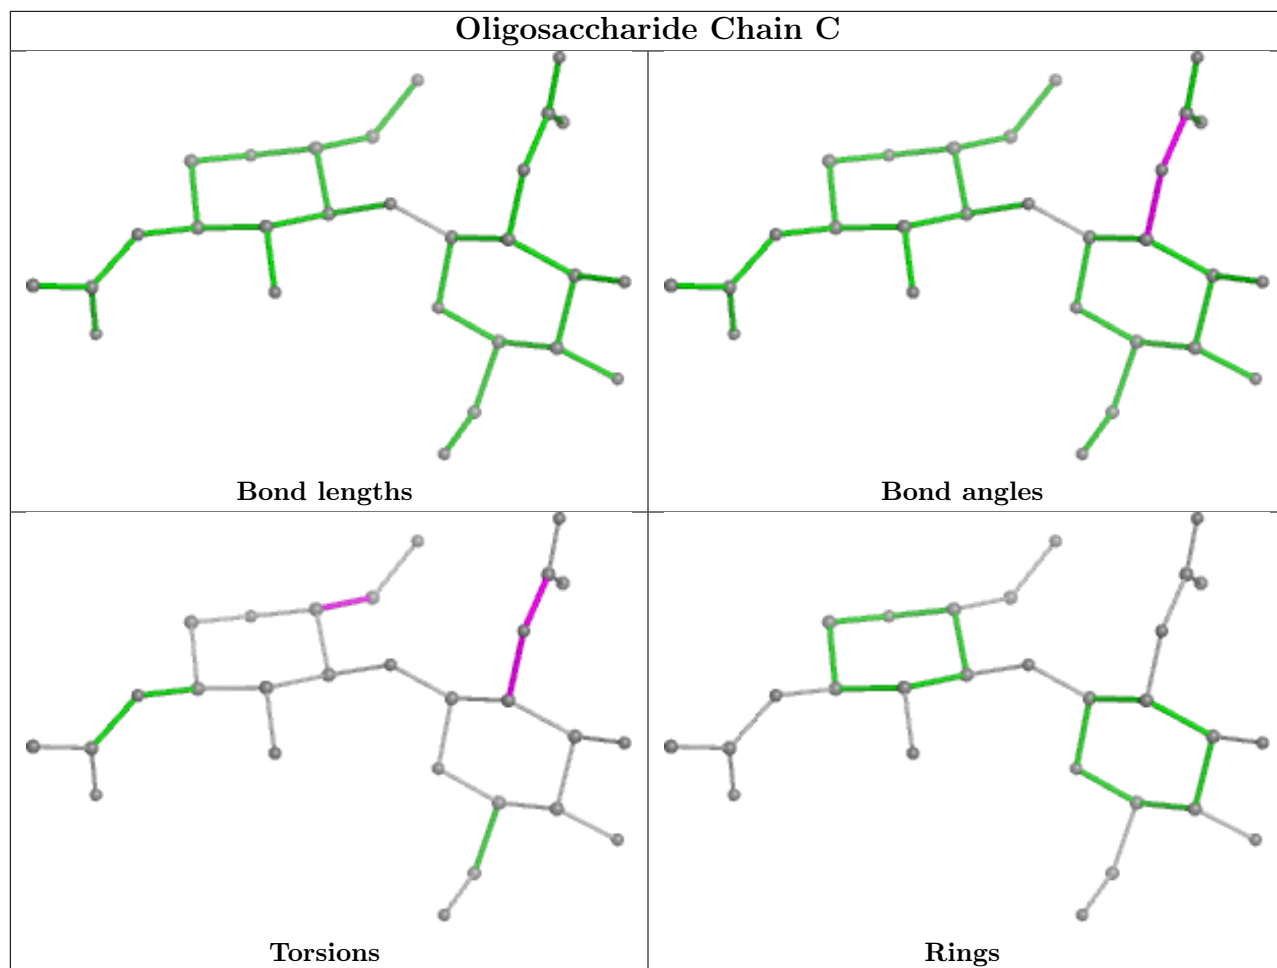 Oligosaccharide Chain C
Bond lengths
Bond angles
Torsions
Rings